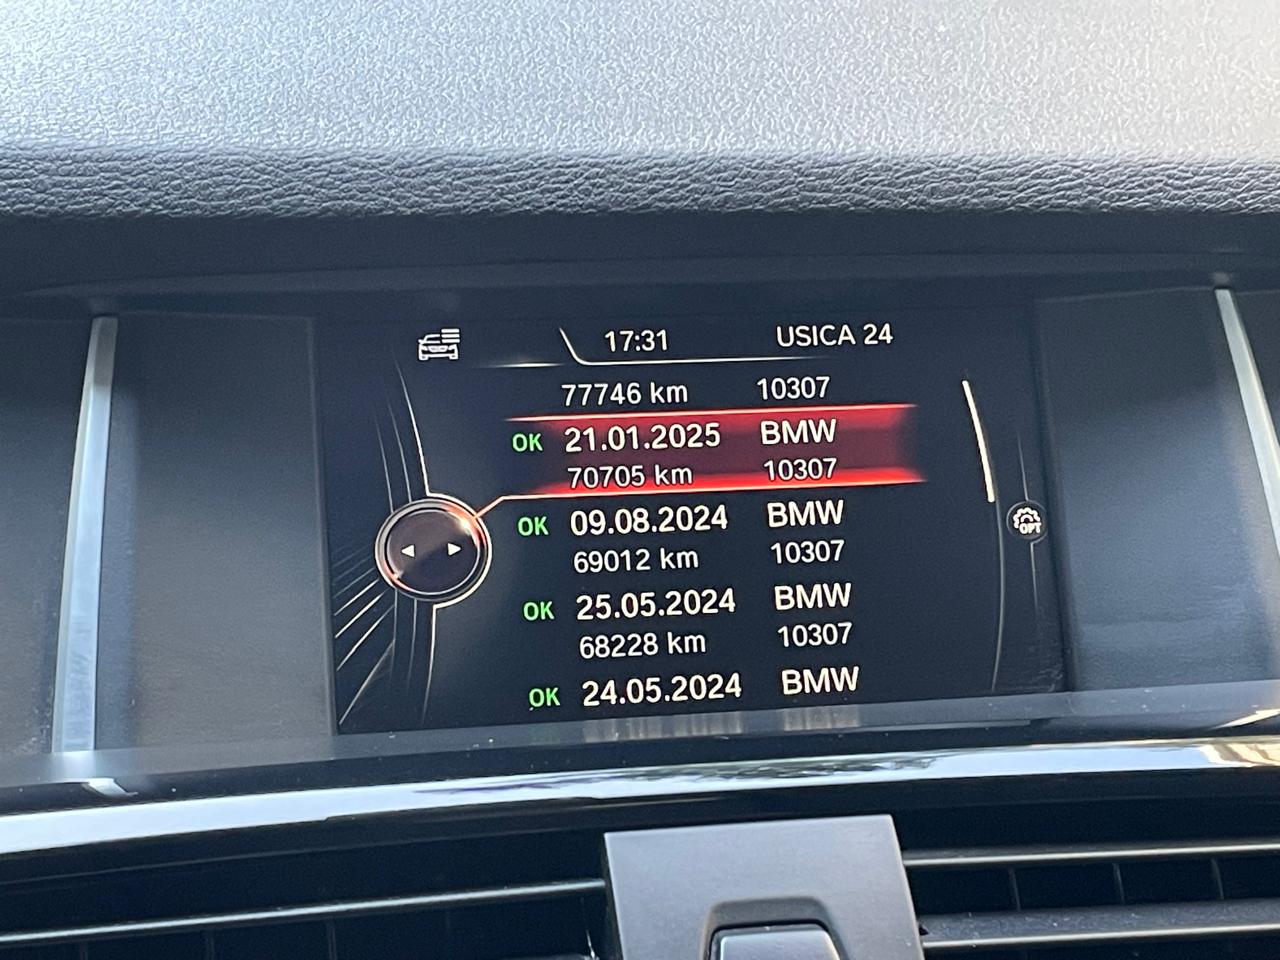 17:31 USICA 24
77746 km 10307
OK 21.01.2025 BMW
70705 km 10307
OK 09.08.2024 BMW
69012 km 10307
OK 25.05.2024 BMW
68228 km 10307
OK 24.05.2024 BMW
OPT